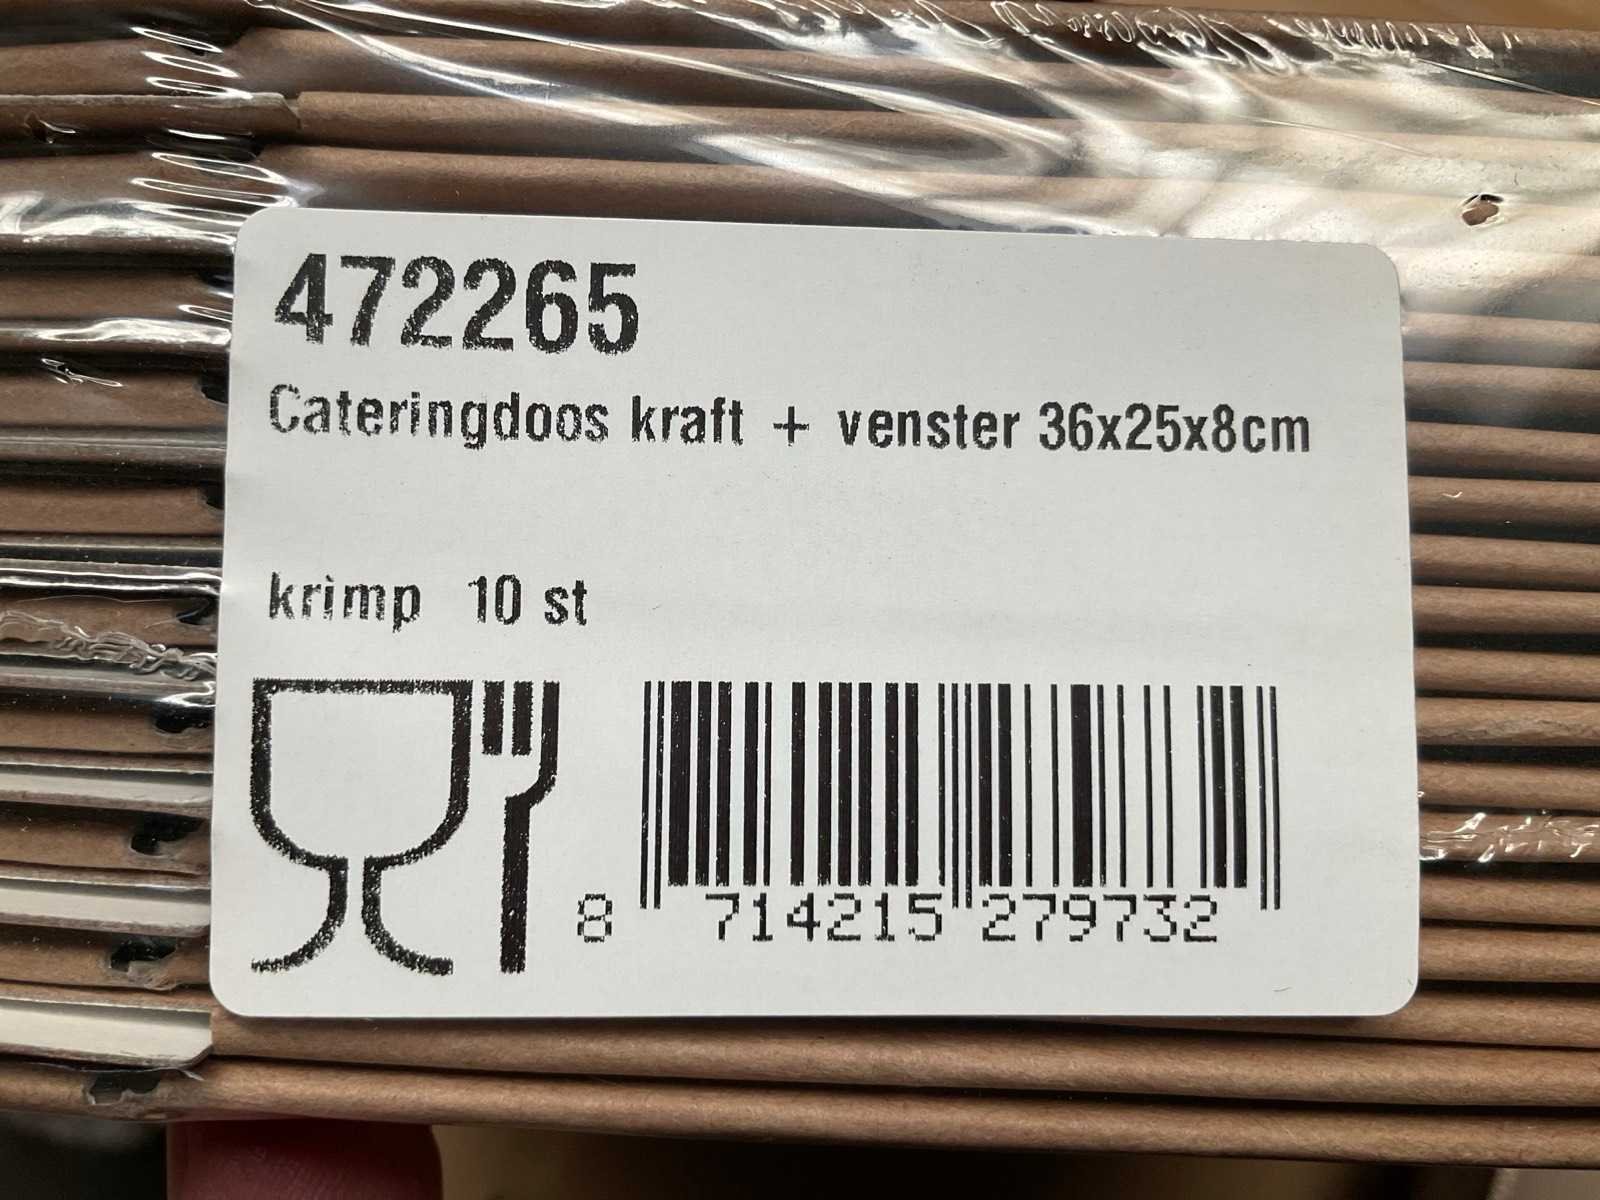 472265
Cateringdoos kraft + venster 36x25x8cm
krimp 10 st
8 714215 279732